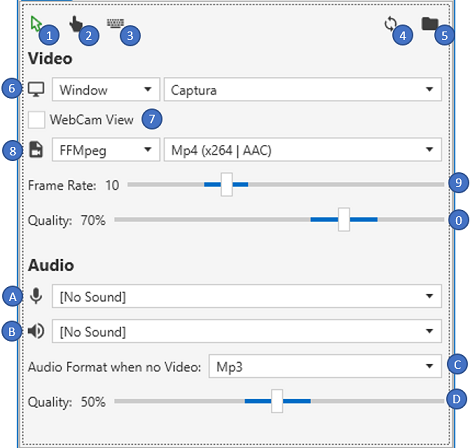 1 2 3 4 5
Video
6 Window Captura
WebCam View 7
8 FFMpeg Mp4 (x264 | AAC)
Frame Rate: 10 9
Quality: 70% 0
Audio
A [No Sound]
B [No Sound]
Audio Format when no Video: Mp3 C
Quality: 50% D